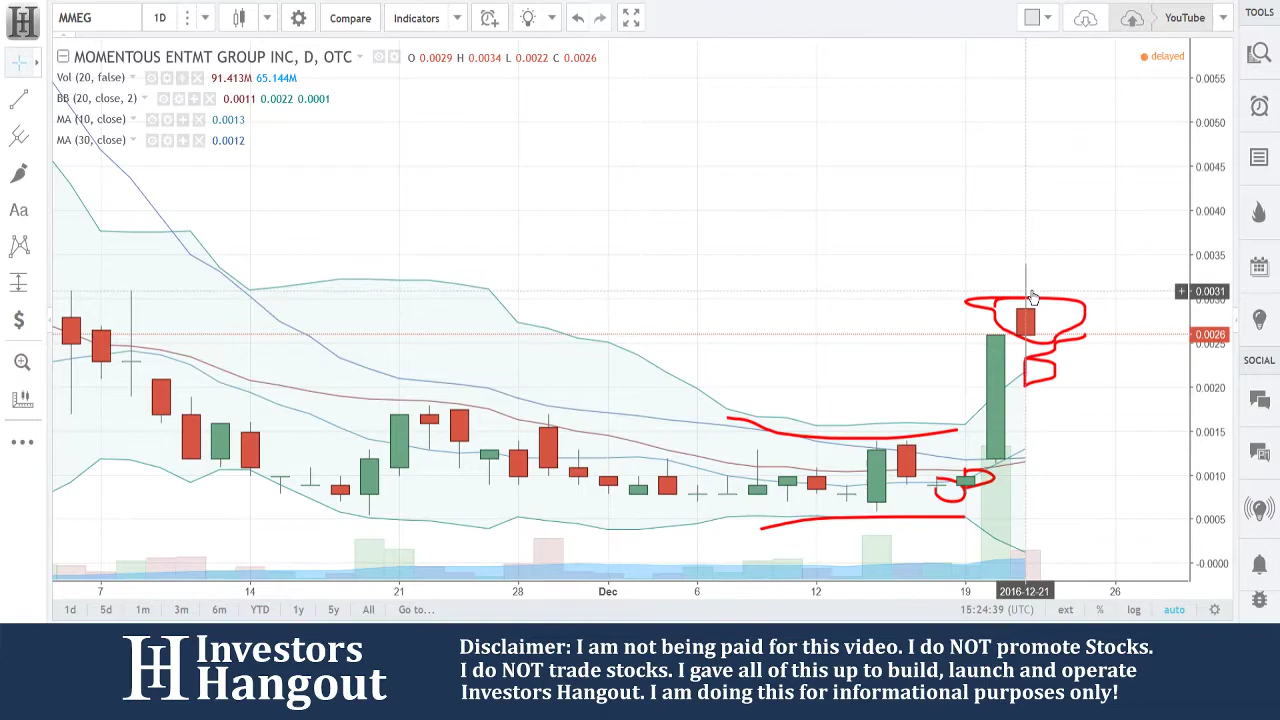 MMEG 1D Compare Indicators YouTube
TOOLS
MOMENTOUS ENTMT GROUP INC, D, OTC O 0.0029 H 0.0034 L 0.0022 C 0.0026
delayed
Vol (20, false) 91.413M 65.144M
BB (20, close, 2) 0.0011 0.0022 0.0001
MA (10, close) 0.0013
MA (30, close) 0.0012
0.0055
0.0050
0.0045
0.0040
0.0035
0.0031
0.0026
0.0020
0.0015
0.0010
0.0005
-0.0000
Aa
$
SOCIAL
7 14 21 28 Dec 6 12 19 2016-12-21 26
1d 5d 1m 3m 6m YTD 1y 5y All Go to... 15:24:39 (UTC) ext % log auto
H
Investors
Hangout
Disclaimer: I am not being paid for this video. I do NOT promote Stocks.
I do NOT trade stocks. I gave all of this up to build, launch and operate
Investors Hangout. I am doing this for informational purposes only!